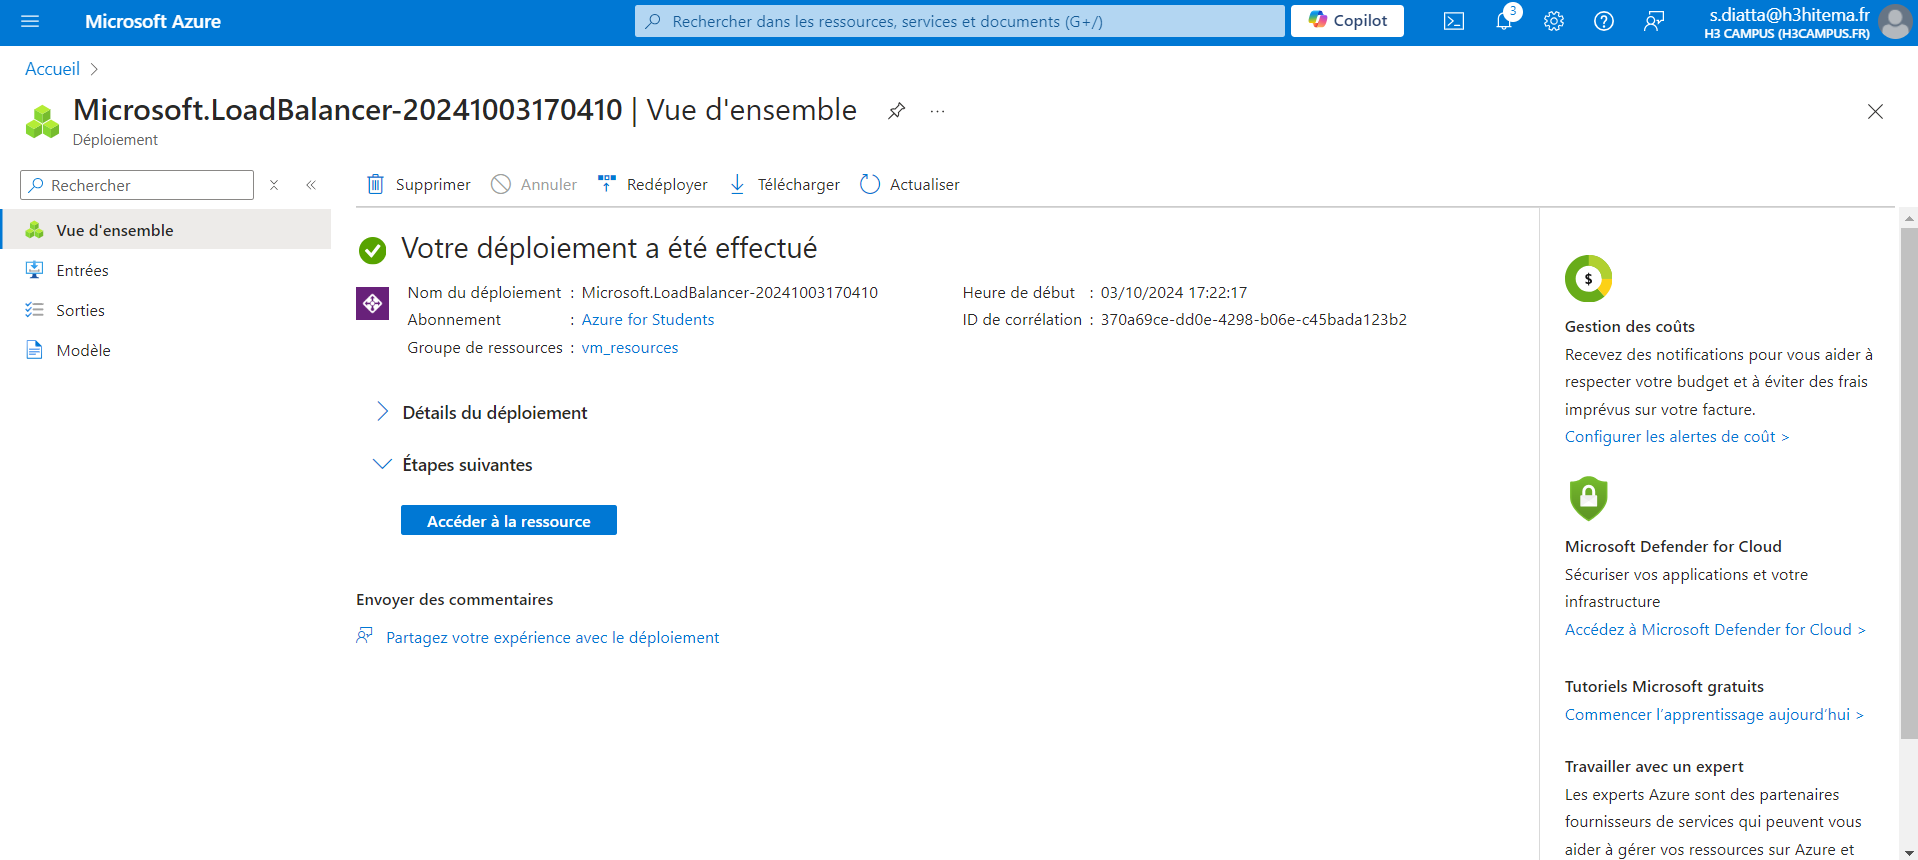 Microsoft Azure
Rechercher dans les ressources, services et documents (G+/)
Copilot
3
s.diatta@h3hitema.fr
H3 CAMPUS (H3CAMPUS.FR)
Accueil
Microsoft.LoadBalancer-20241003170410 | Vue d'ensemble
Déploiement
Rechercher
Vue d'ensemble
Entrées
Sorties
Modèle
Supprimer
Annuler
Redéployer
Télécharger
Actualiser
Votre déploiement a été effectué
Nom du déploiement : Microsoft.LoadBalancer-20241003170410
Abonnement : Azure for Students
Groupe de ressources : vm_resources
Heure de début : 03/10/2024 17:22:17
ID de corrélation : 370a69ce-dd0e-4298-b06e-c45bada123b2
Détails du déploiement
Étapes suivantes
Accéder à la ressource
Envoyer des commentaires
Partagez votre expérience avec le déploiement
$
Gestion des coûts
Recevez des notifications pour vous aider à
respecter votre budget et à éviter des frais
imprévus sur votre facture.
Configurer les alertes de coût >
Microsoft Defender for Cloud
Sécuriser vos applications et votre
infrastructure
Accédez à Microsoft Defender for Cloud >
Tutoriels Microsoft gratuits
Commencer l’apprentissage aujourd’hui >
Travailler avec un expert
Les experts Azure sont des partenaires
fournisseurs de services qui peuvent vous
aider à gérer vos ressources sur Azure et